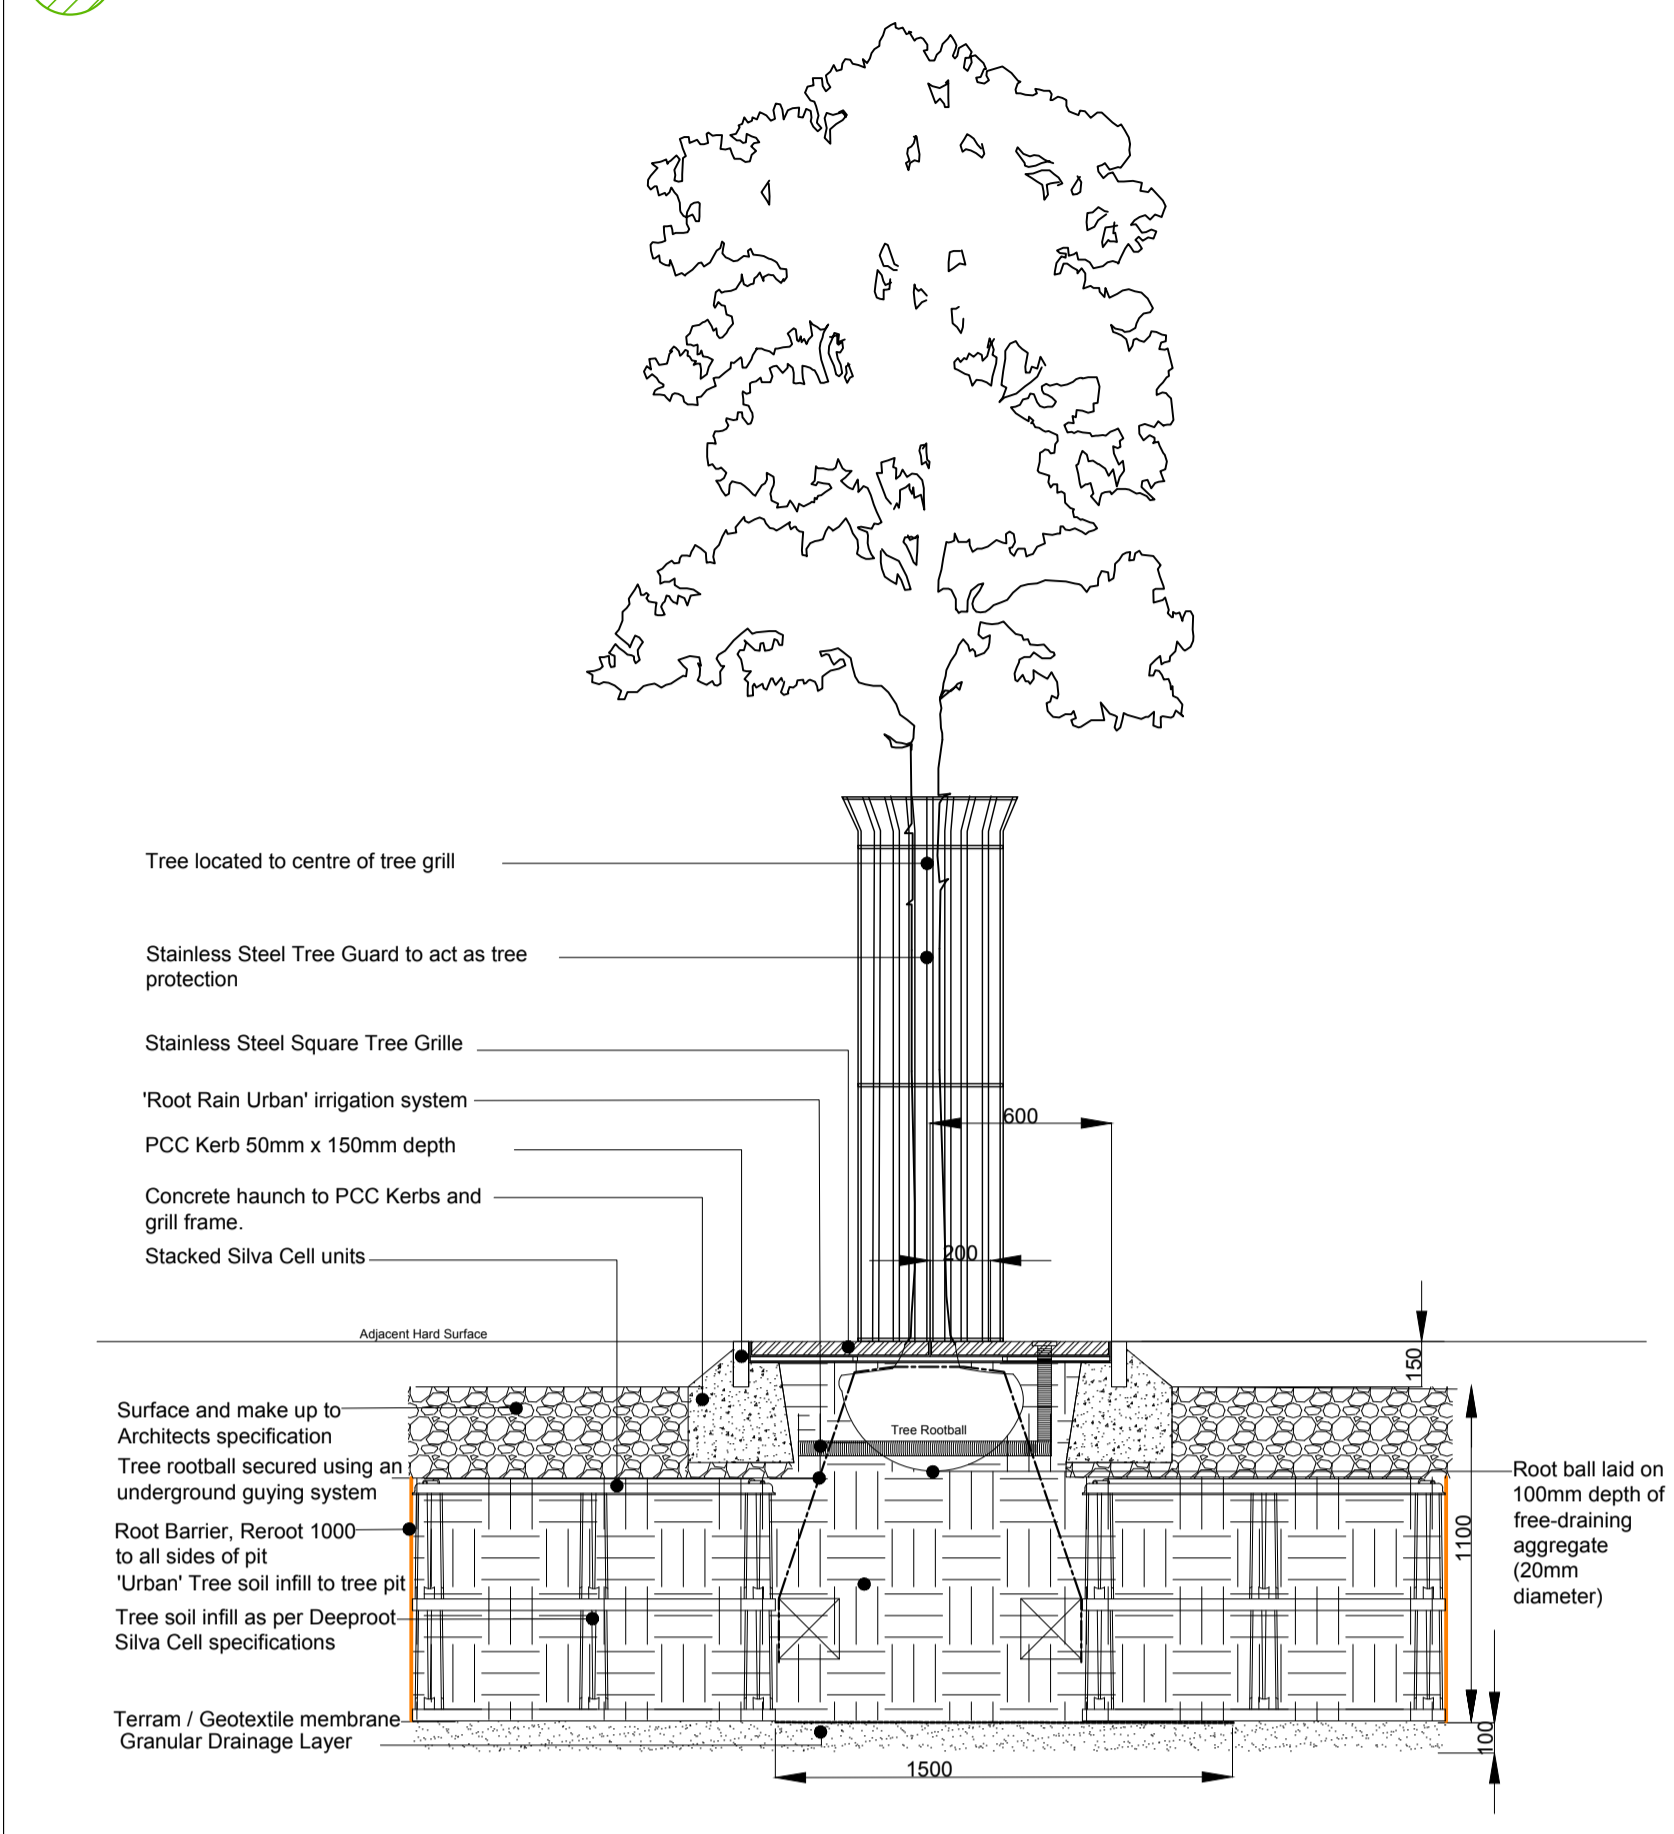 Tree located to centre of tree grill
Stainless Steel Tree Guard to act as tree
protection
Stainless Steel Square Tree Grille
'Root Rain Urban' irrigation system
600
PCC Kerb 50mm x 150mm depth
Concrete haunch to PCC Kerbs and
grill frame.
Stacked Silva Cell units
200
Adjacent Hard Surface
150
Surface and make up to
Architects specification
Tree Rootball
Tree rootball secured using an
underground guying system
Root ball laid on
100mm depth of
free-draining
aggregate
(20mm
diameter)
1100
Root Barrier, Reroot 1000
to all sides of pit
'Urban' Tree soil infill to tree pit
Tree soil infill as per Deeproot
Silva Cell specifications
Terram / Geotextile membrane
Granular Drainage Layer
100
1500